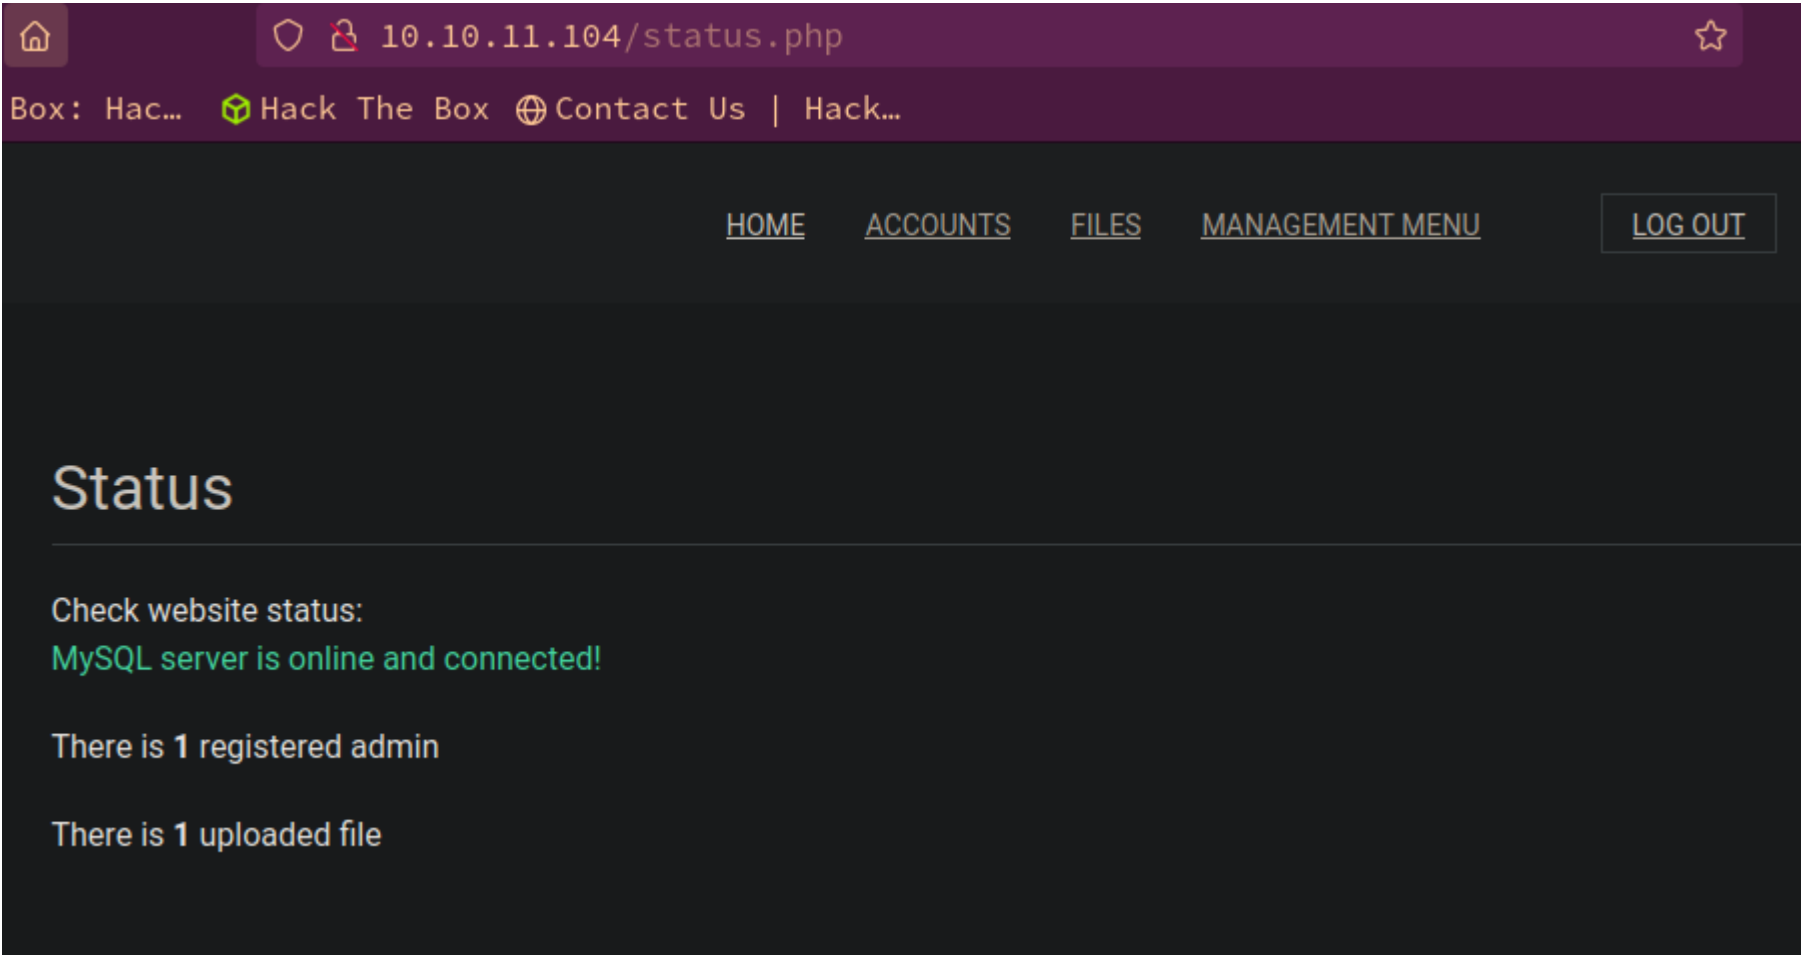 10.10.11.104/status.php
Box: Hac… Hack The Box Contact Us | Hack…
HOME ACCOUNTS FILES MANAGEMENT MENU LOG OUT
Status
Check website status:
MySQL server is online and connected!
There is 1 registered admin
There is 1 uploaded file